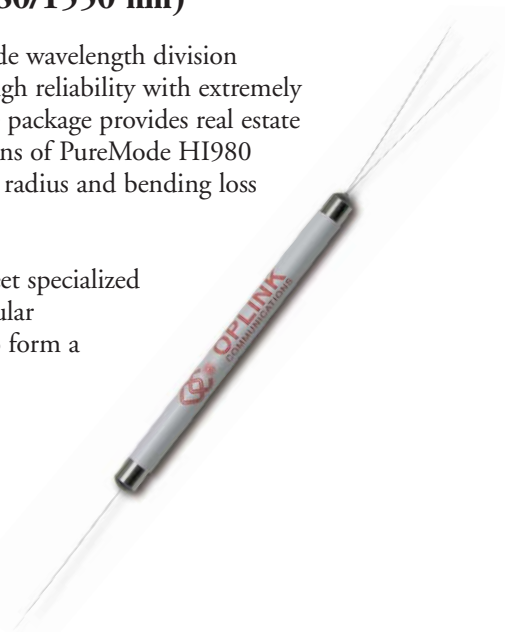 80/1550 nm)
de wavelength division
gh reliability with extremely
package provides real estate
ns of PureMode HI980
radius and bending loss
et specialized
ular
form a
OPLINK
COMMUNICATIONS